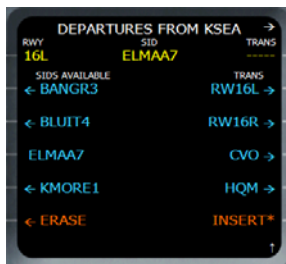 DEPARTURES FROM KSEA →
RWY SID TRANS
16L ELMAA7 -----
SIDS AVAILABLE TRANS
← BANGR3 RW16L →
← BLUIT4 RW16R →
ELMAA7 CVO →
← KMORE1 HQM →
← ERASE INSERT*
↑